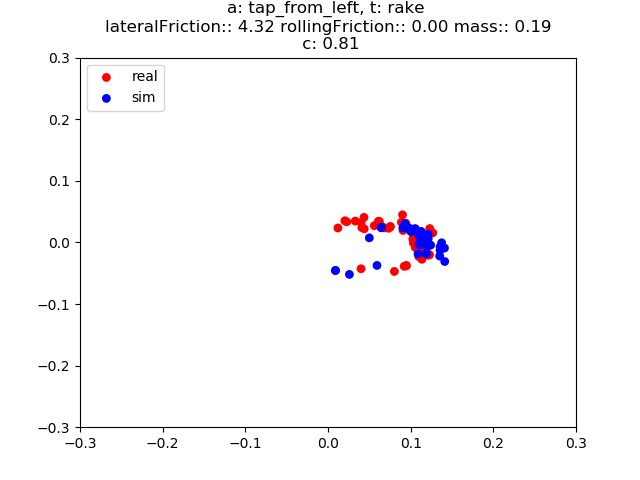 a: tap_from_left, t: rake
lateralFriction:: 4.32 rollingFriction:: 0.00 mass:: 0.19
c: 0.81
real
sim
0.3
0.2
0.1
0.0
−0.1
−0.2
−0.3
−0.3
−0.2
−0.1
0.0
0.1
0.2
0.3